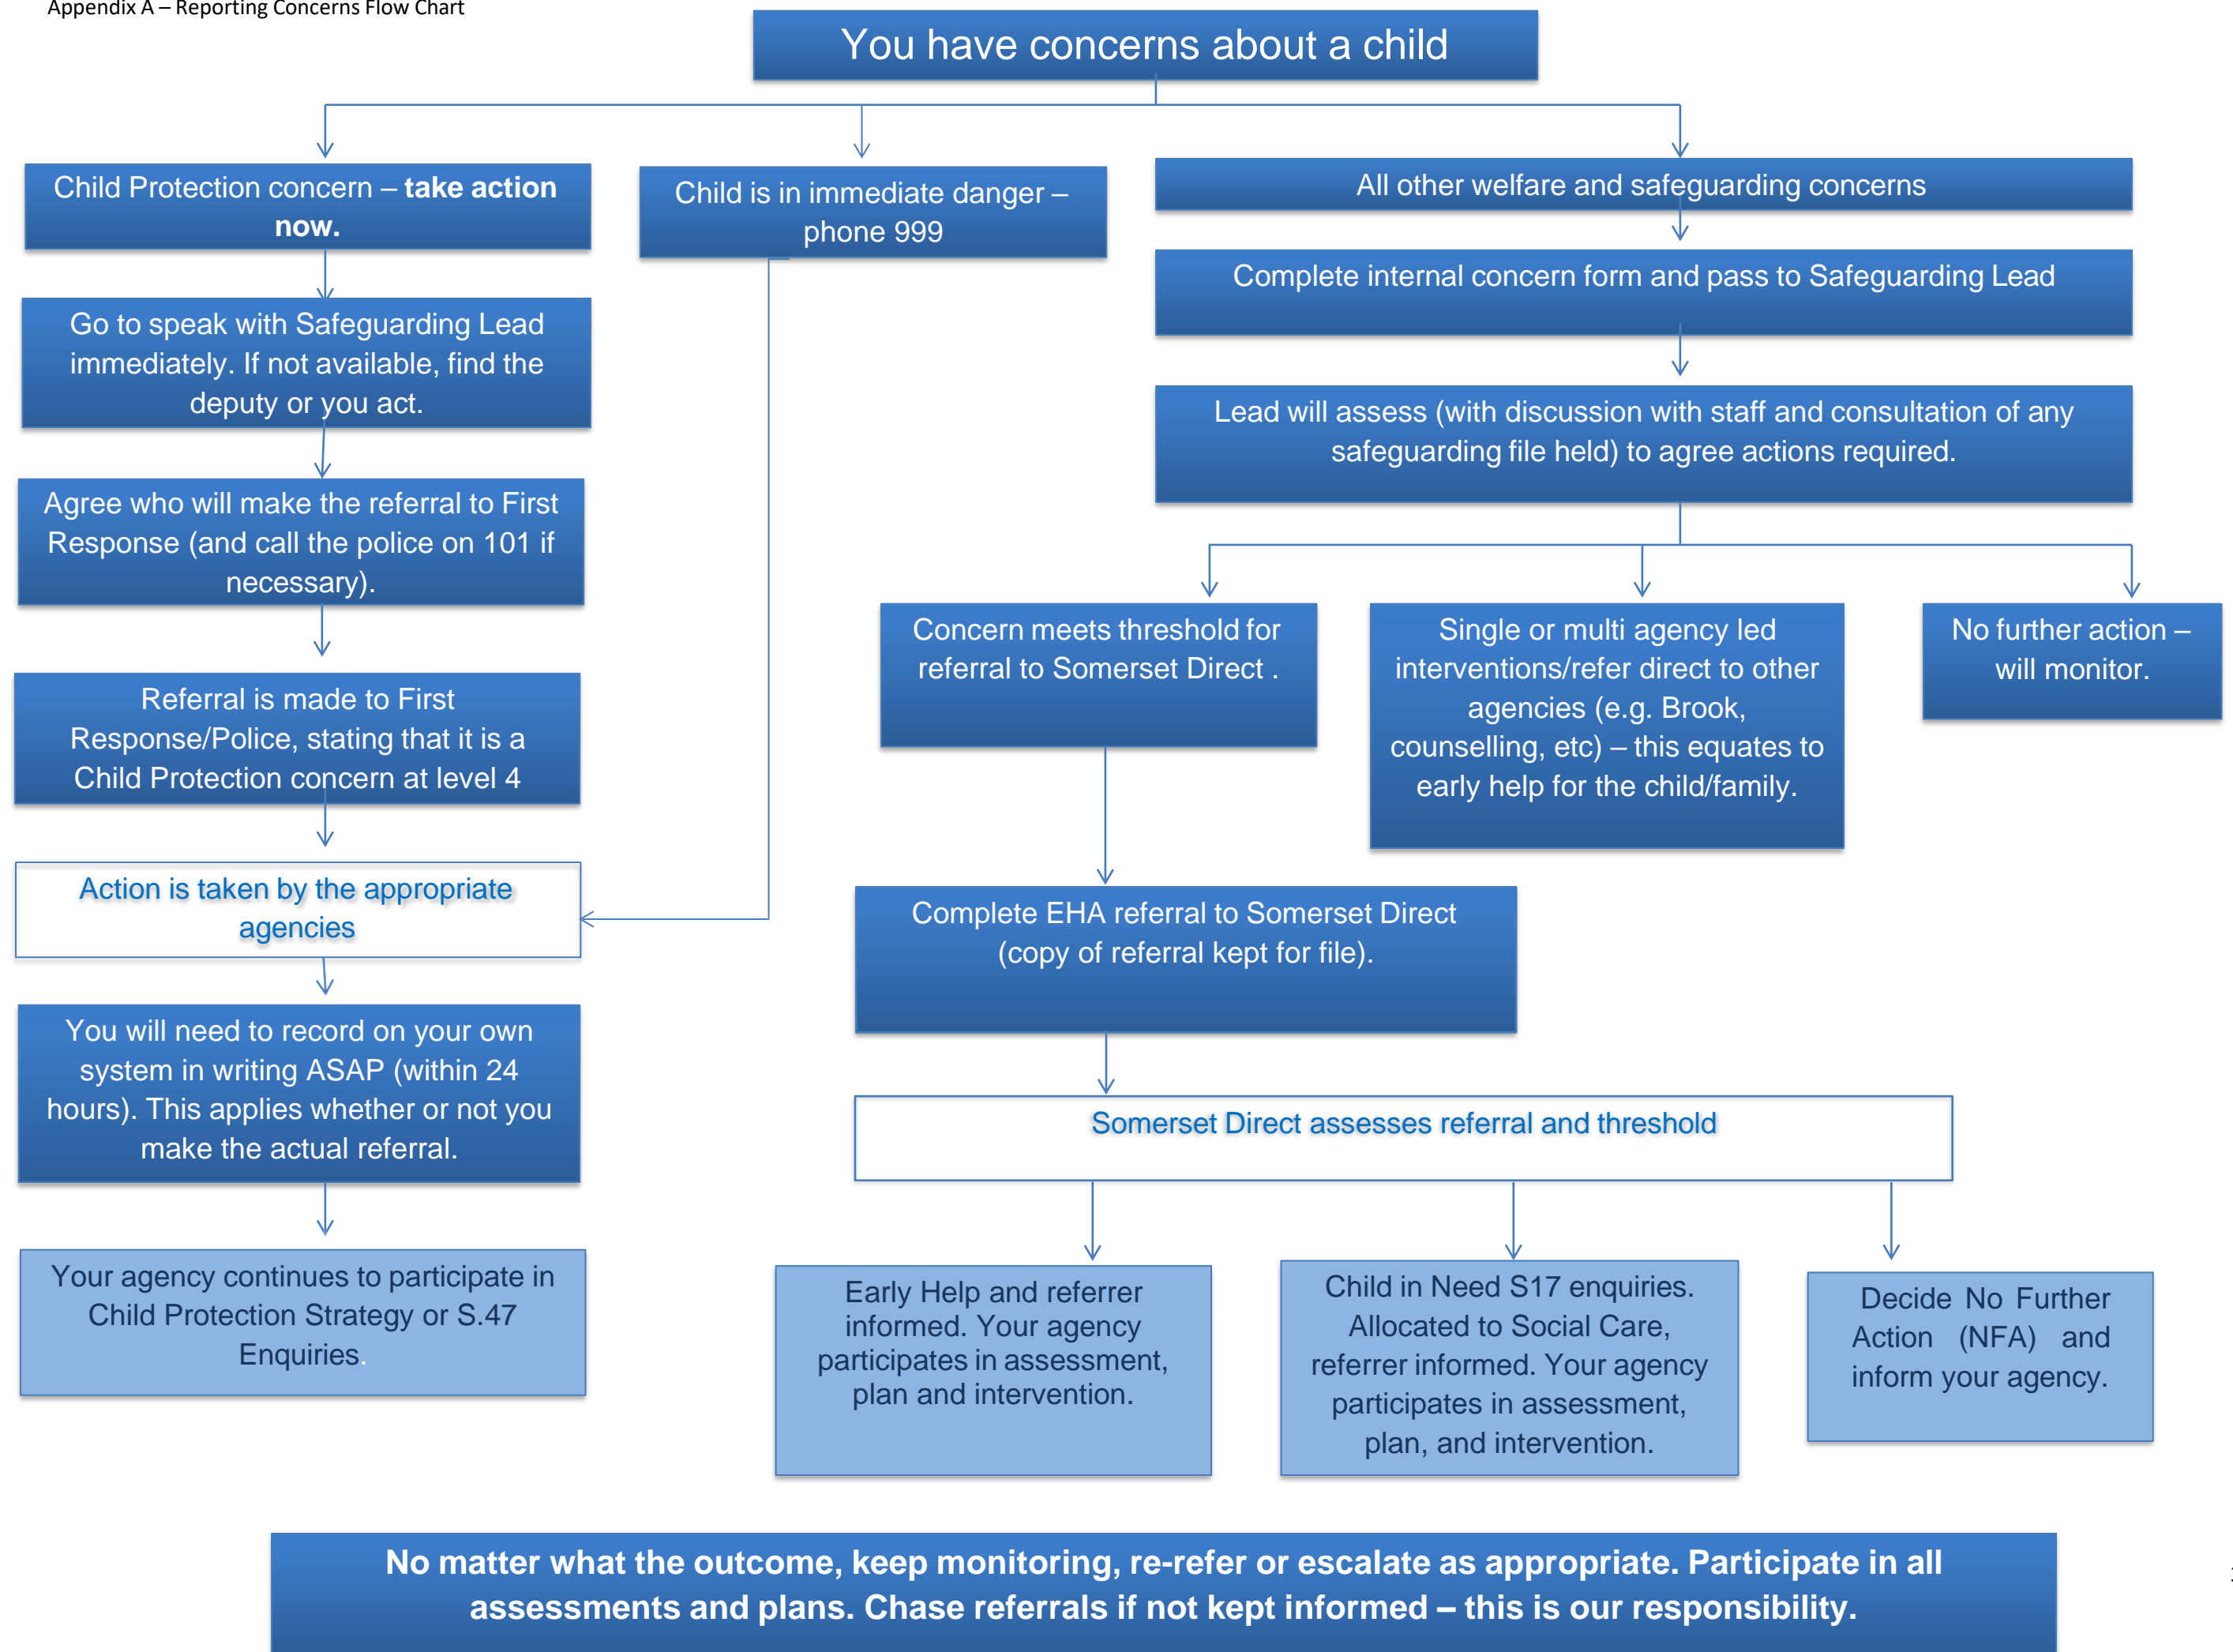 Appendix A – Reporting Concerns Flow Chart
You have concerns about a child
Child Protection concern – take action
now.
Child is in immediate danger –
phone 999
All other welfare and safeguarding concerns
Go to speak with Safeguarding Lead
immediately. If not available, find the
deputy or you act.
Complete internal concern form and pass to Safeguarding Lead
Lead will assess (with discussion with staff and consultation of any
safeguarding file held) to agree actions required.
Agree who will make the referral to First
Response (and call the police on 101 if
necessary).
Referral is made to First
Response/Police, stating that it is a
Child Protection concern at level 4
Concern meets threshold for
referral to Somerset Direct .
Single or multi agency led
interventions/refer direct to other
agencies (e.g. Brook,
counselling, etc) – this equates to
early help for the child/family.
No further action –
will monitor.
Action is taken by the appropriate
agencies
Complete EHA referral to Somerset Direct
(copy of referral kept for file).
You will need to record on your own
system in writing ASAP (within 24
hours). This applies whether or not you
make the actual referral.
Somerset Direct assesses referral and threshold
Your agency continues to participate in
Child Protection Strategy or S.47
Enquiries.
Early Help and referrer
informed. Your agency
participates in assessment,
plan and intervention.
Child in Need S17 enquiries.
Allocated to Social Care,
referrer informed. Your agency
participates in assessment,
plan, and intervention.
Decide No Further
Action (NFA) and
inform your agency.
No matter what the outcome, keep monitoring, re-refer or escalate as appropriate. Participate in all
assessments and plans. Chase referrals if not kept informed – this is our responsibility.